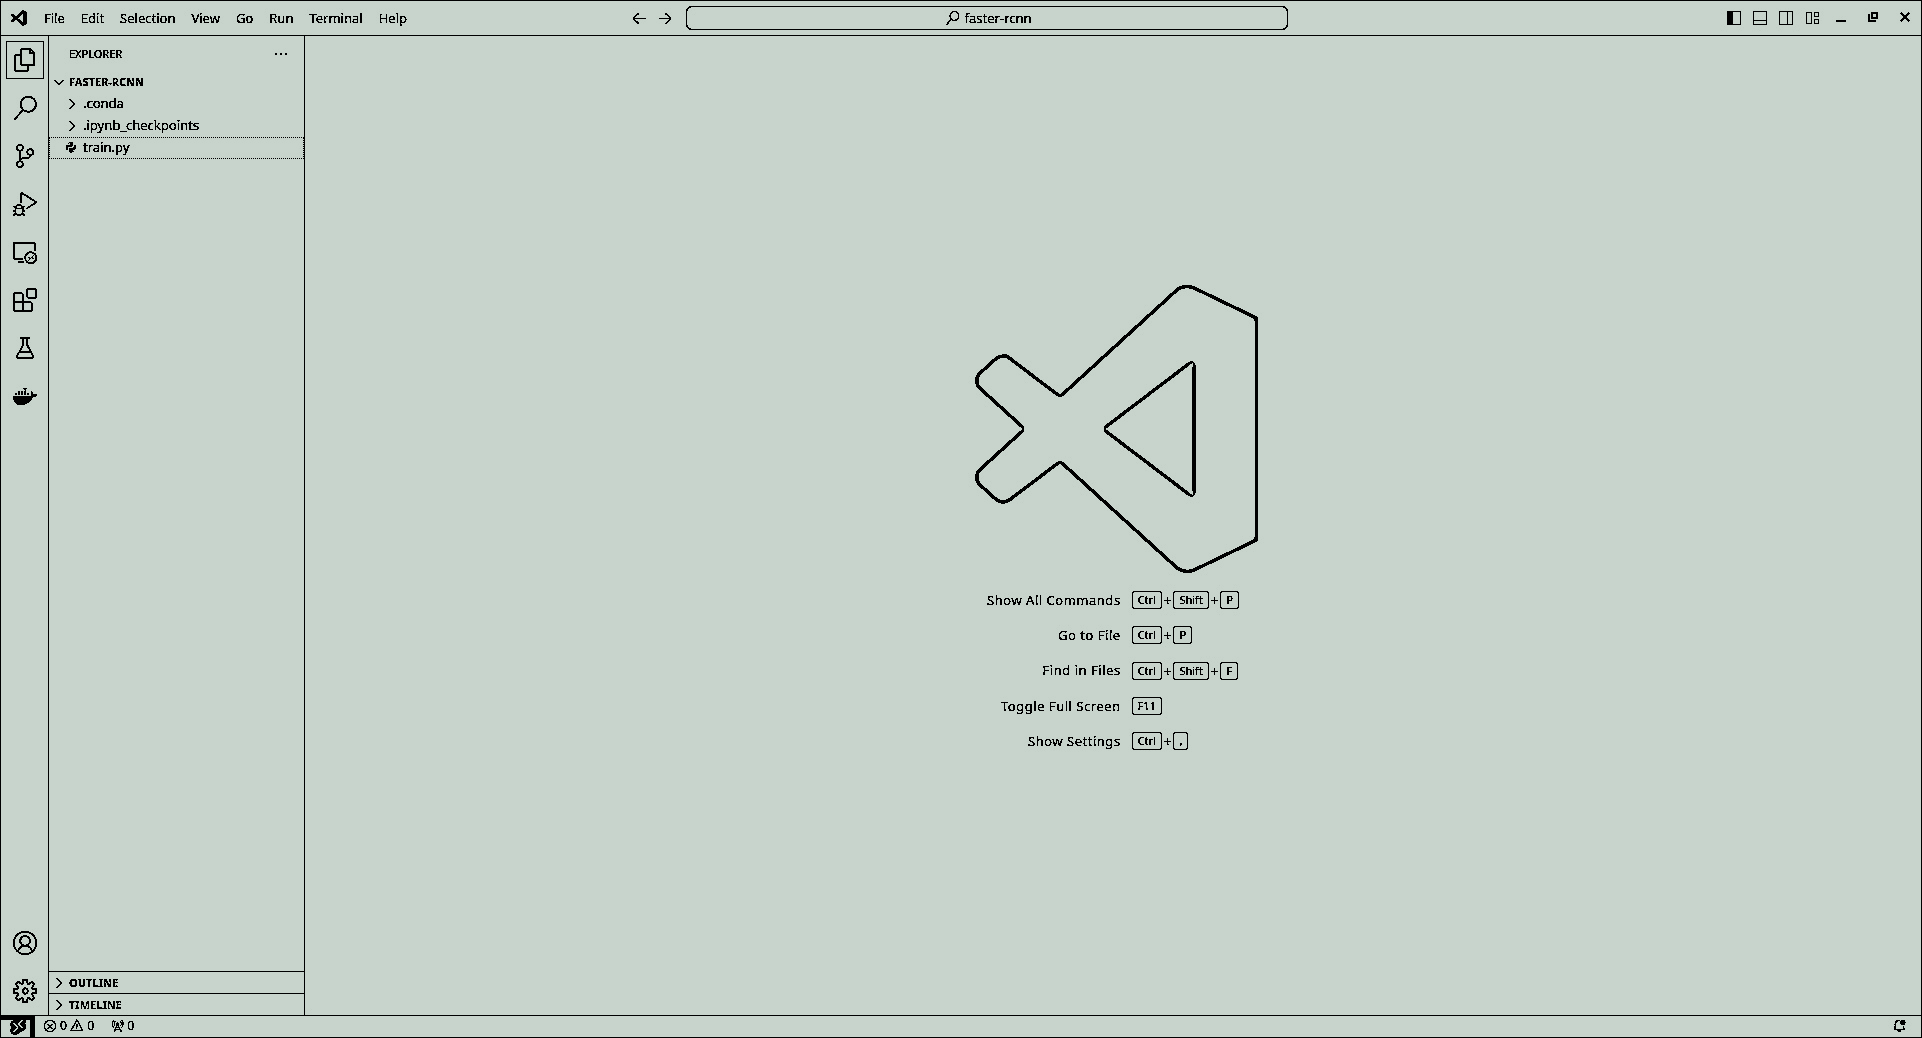 File Edit Selection View Go Run Terminal Help faster-rcnn
EXPLORER
FASTER-RCNN
.conda
.ipynb_checkpoints
train.py
Show All Commands Ctrl + Shift + P
Go to File Ctrl + P
Find in Files Ctrl + Shift + F
Toggle Full Screen F11
Show Settings Ctrl + ,
OUTLINE
TIMELINE
0 0 0